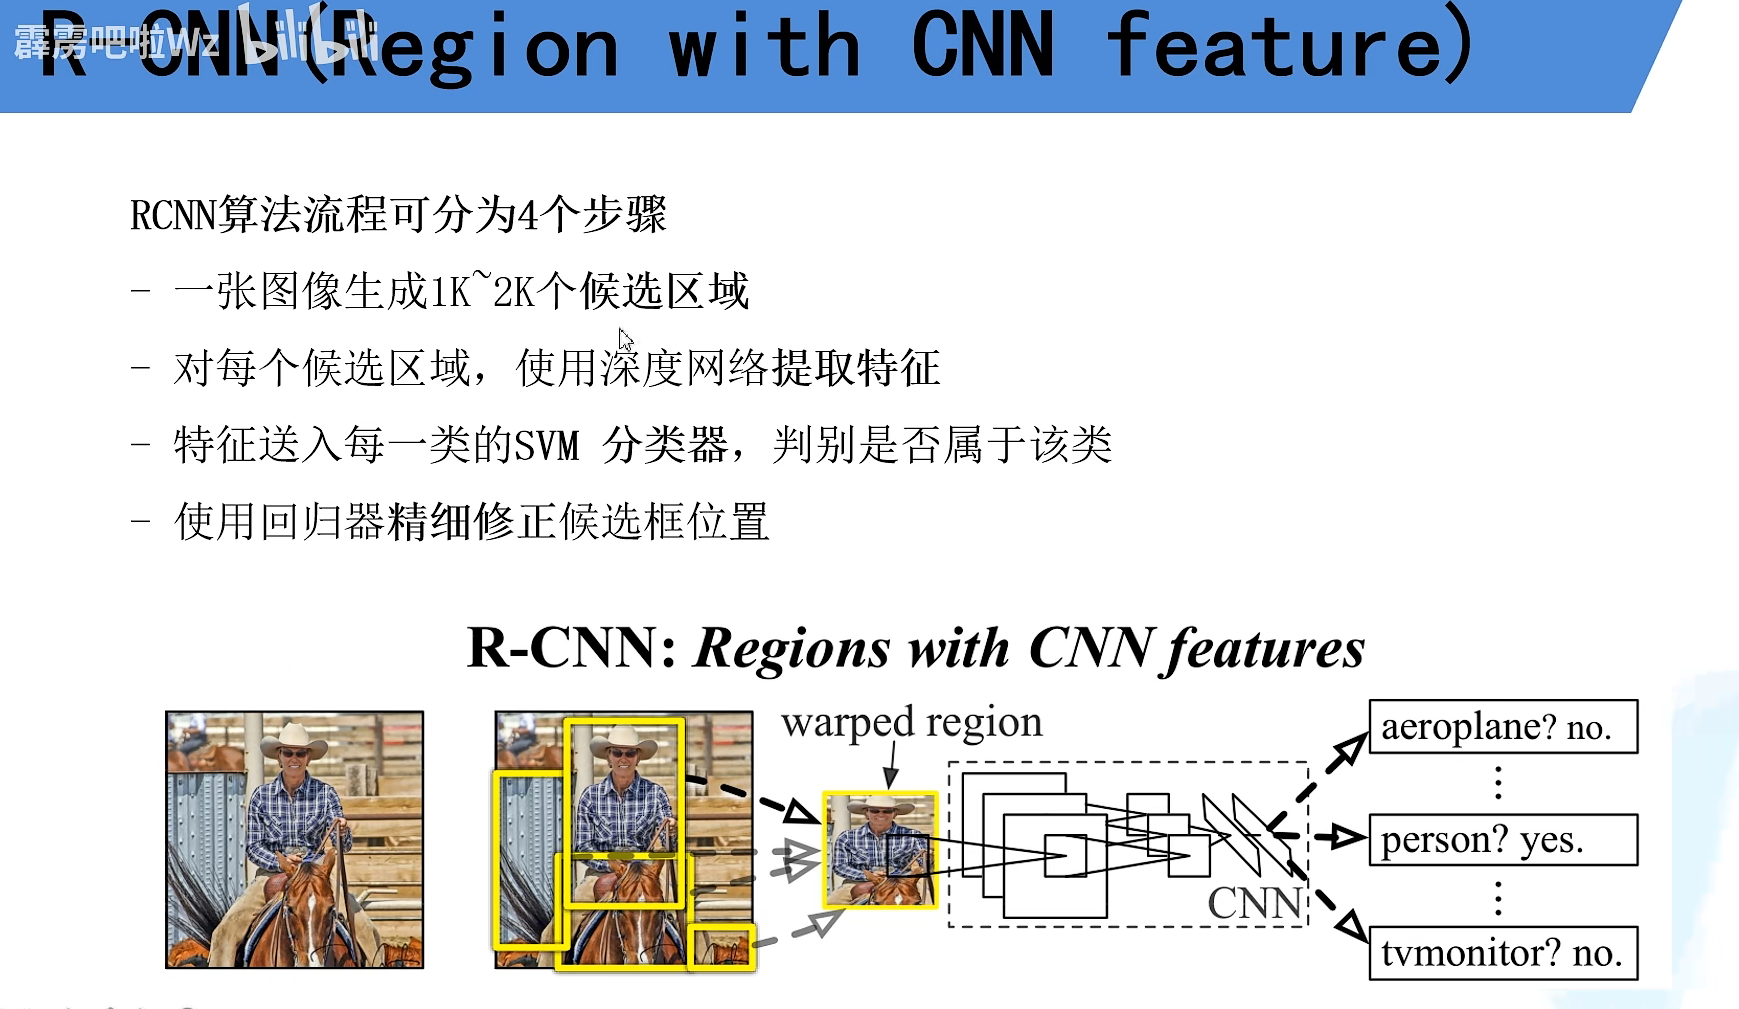 R-CNN(Region with CNN feature)
霹雳吧啦Wz bilibili
RCNN算法流程可分为4个步骤
- 一张图像生成1K~2K个候选区域
- 对每个候选区域，使用深度网络提取特征
- 特征送入每一类的SVM 分类器，判别是否属于该类
- 使用回归器精细修正候选框位置
R-CNN: Regions with CNN features
warped region
aeroplane? no.
⋮
person? yes.
CNN
⋮
tvmonitor? no.